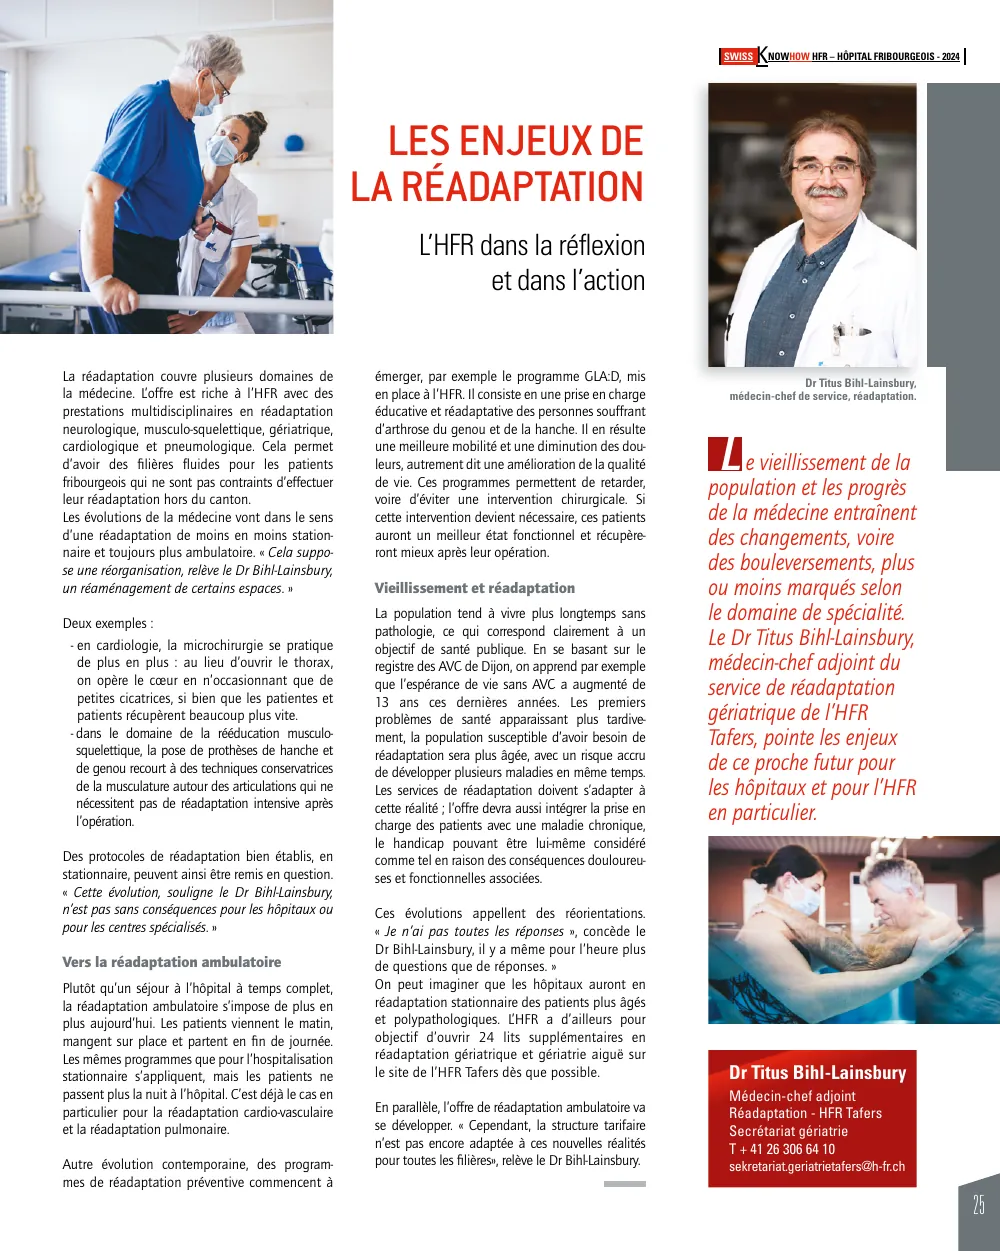 SWISS KNOWHOW HFR – HÔPITAL FRIBOURGEOIS - 2024
LES ENJEUX DE
LA RÉADAPTATION
L’HFR dans la réflexion
et dans l’action
La réadaptation couvre plusieurs domaines de
la médecine. L’offre est riche à l’HFR avec des
prestations multidisciplinaires en réadaptation
neurologique, musculo-squelettique, gériatrique,
cardiologique et pneumologique. Cela permet
d’avoir des filières fluides pour les patients
fribourgeois qui ne sont pas contraints d’effectuer
leur réadaptation hors du canton.
Les évolutions de la médecine vont dans le sens
d’une réadaptation de moins en moins station-
naire et toujours plus ambulatoire. « Cela suppo-
se une réorganisation, relève le Dr Bihl-Lainsbury,
un réaménagement de certains espaces. »
Deux exemples :
- en cardiologie, la microchirurgie se pratique
de plus en plus : au lieu d’ouvrir le thorax,
on opère le cœur en n’occasionnant que de
petites cicatrices, si bien que les patientes et
patients récupèrent beaucoup plus vite.
- dans le domaine de la rééducation musculo-
squelettique, la pose de prothèses de hanche et
de genou recourt à des techniques conservatrices
de la musculature autour des articulations qui ne
nécessitent pas de réadaptation intensive après
l’opération.
Des protocoles de réadaptation bien établis, en
stationnaire, peuvent ainsi être remis en question.
« Cette évolution, souligne le Dr Bihl-Lainsbury,
n’est pas sans conséquences pour les hôpitaux ou
pour les centres spécialisés. »
Vers la réadaptation ambulatoire
Plutôt qu’un séjour à l’hôpital à temps complet,
la réadaptation ambulatoire s’impose de plus en
plus aujourd’hui. Les patients viennent le matin,
mangent sur place et partent en fin de journée.
Les mêmes programmes que pour l’hospitalisation
stationnaire s’appliquent, mais les patients ne
passent plus la nuit à l’hôpital. C’est déjà le cas en
particulier pour la réadaptation cardio-vasculaire
et la réadaptation pulmonaire.
Autre évolution contemporaine, des program-
mes de réadaptation préventive commencent à
émerger, par exemple le programme GLA:D, mis
en place à l’HFR. Il consiste en une prise en charge
éducative et réadaptative des personnes souffrant
d’arthrose du genou et de la hanche. Il en résulte
une meilleure mobilité et une diminution des dou-
leurs, autrement dit une amélioration de la qualité
de vie. Ces programmes permettent de retarder,
voire d’éviter une intervention chirurgicale. Si
cette intervention devient nécessaire, ces patients
auront un meilleur état fonctionnel et récupère-
ront mieux après leur opération.
Vieillissement et réadaptation
La population tend à vivre plus longtemps sans
pathologie, ce qui correspond clairement à un
objectif de santé publique. En se basant sur le
registre des AVC de Dijon, on apprend par exemple
que l’espérance de vie sans AVC a augmenté de
13 ans ces dernières années. Les premiers
problèmes de santé apparaissant plus tardive-
ment, la population susceptible d’avoir besoin de
réadaptation sera plus âgée, avec un risque accru
de développer plusieurs maladies en même temps.
Les services de réadaptation doivent s’adapter à
cette réalité ; l’offre devra aussi intégrer la prise en
charge des patients avec une maladie chronique,
le handicap pouvant être lui-même considéré
comme tel en raison des conséquences douloureu-
ses et fonctionnelles associées.
Ces évolutions appellent des réorientations.
« Je n’ai pas toutes les réponses », concède le
Dr Bihl-Lainsbury, il y a même pour l’heure plus
de questions que de réponses. »
On peut imaginer que les hôpitaux auront en
réadaptation stationnaire des patients plus âgés
et polypathologiques. L’HFR a d’ailleurs pour
objectif d’ouvrir 24 lits supplémentaires en
réadaptation gériatrique et gériatrie aiguë sur
le site de l’HFR Tafers dès que possible.
En parallèle, l’offre de réadaptation ambulatoire va
se développer. « Cependant, la structure tarifaire
n’est pas encore adaptée à ces nouvelles réalités
pour toutes les filières», relève le Dr Bihl-Lainsbury.
Dr Titus Bihl-Lainsbury,
médecin-chef de service, réadaptation.
Le vieillissement de la
population et les progrès
de la médecine entraînent
des changements, voire
des bouleversements, plus
ou moins marqués selon
le domaine de spécialité.
Le Dr Titus Bihl-Lainsbury,
médecin-chef adjoint du
service de réadaptation
gériatrique de l’HFR
Tafers, pointe les enjeux
de ce proche futur pour
les hôpitaux et pour l’HFR
en particulier.
Dr Titus Bihl-Lainsbury
Médecin-chef adjoint
Réadaptation - HFR Tafers
Secrétariat gériatrie
T + 41 26 306 64 10
sekretariat.geriatrietafers@h-fr.ch
25